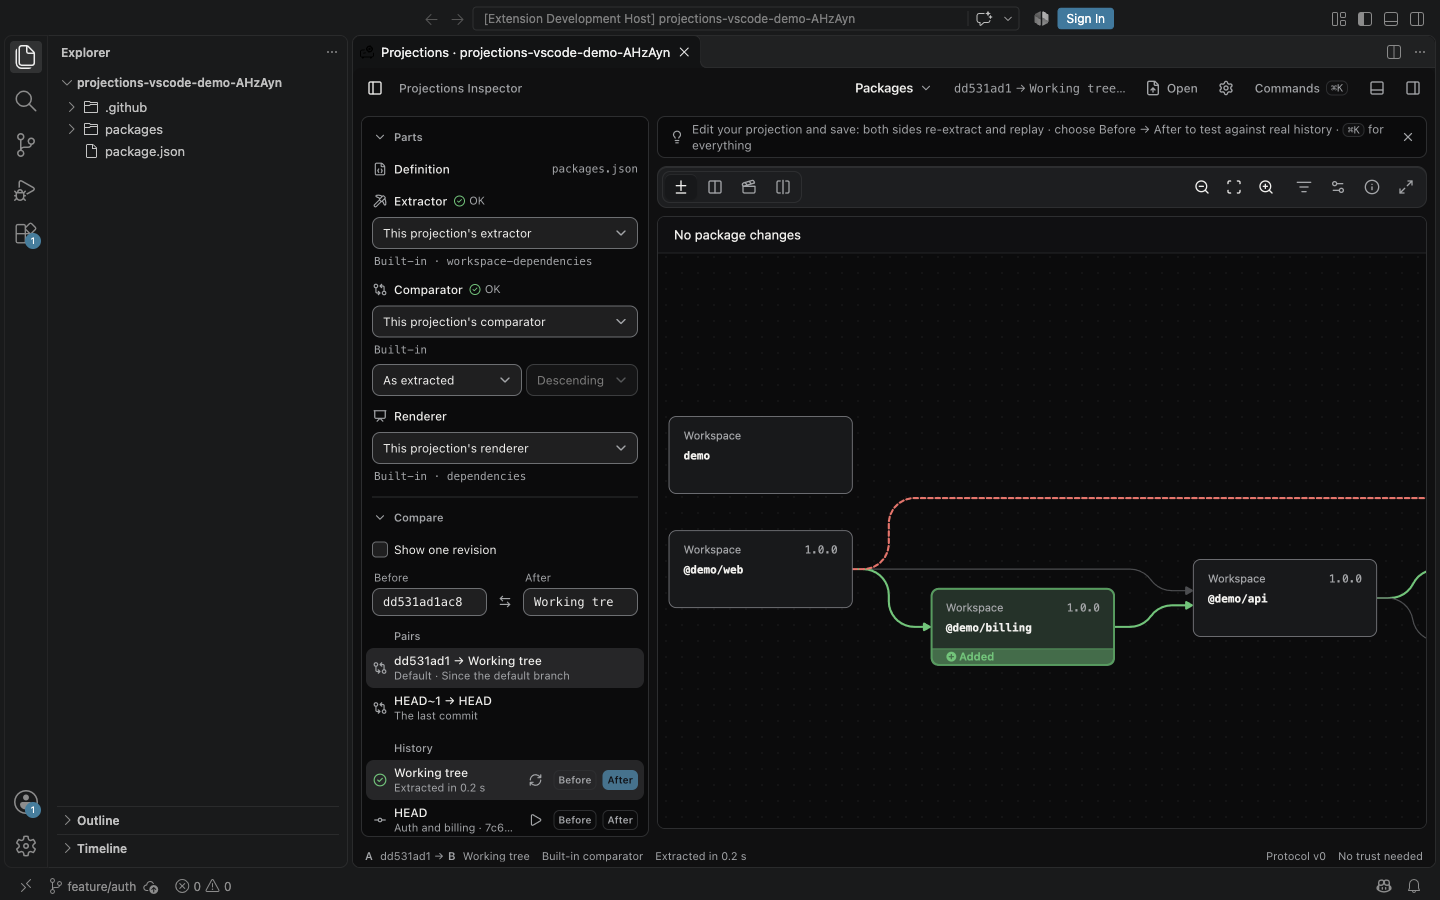 [Extension Development Host] projections-vscode-demo-AHzAyn
Sign In
Explorer
projections-vscode-demo-AHzAyn
.github
packages
package.json
Outline
Timeline
1
1
Projections · projections-vscode-demo-AHzAyn
Projections Inspector
Packages
dd531ad1 → Working tree…
Open
Commands ⌘K
Parts
Definition packages.json
Extractor OK
This projection's extractor
Built-in · workspace-dependencies
Comparator OK
This projection's comparator
Built-in
As extracted Descending
Renderer
This projection's renderer
Built-in · dependencies
Compare
Show one revision
Before After
dd531ad1ac8 Working tre
Pairs
dd531ad1 → Working tree
Default · Since the default branch
HEAD~1 → HEAD
The last commit
History
Working tree
Extracted in 0.2 s
Before After
HEAD
Auth and billing · 7c6…
Before After
Edit your projection and save: both sides re-extract and replay · choose Before → After to test against real history · ⌘K for
everything
No package changes
Workspace
demo
Workspace 1.0.0
@demo/web
Workspace 1.0.0
@demo/billing
Added
Workspace 1.0.0
@demo/api
A dd531ad1 → B Working tree Built-in comparator Extracted in 0.2 s
Protocol v0 No trust needed
feature/auth 0 0